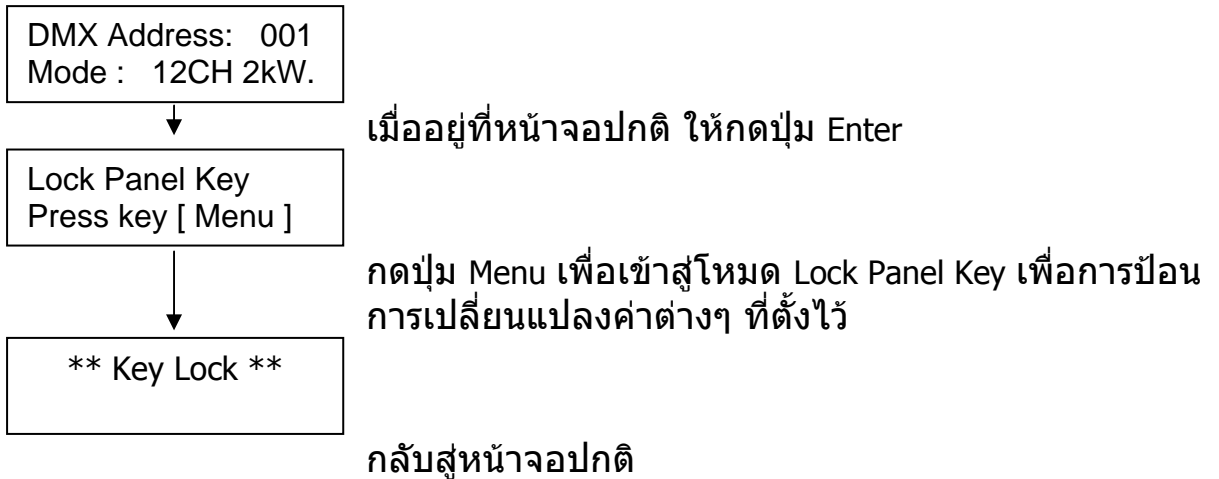 DMX Address: 001
Mode : 12CH 2kW.
เมื่ออยู่ที่หน้าจอปกติ ให้กดปุ่ม Enter
Lock Panel Key
Press key [ Menu ]
กดปุ่ม Menu เพื่อเข้าสู่โหมด Lock Panel Key เพื่อการป้อน
การเปลี่ยนแปลงค่าต่างๆ ที่ตั้งไว้
** Key Lock **
กลับสู่หน้าจอปกติ